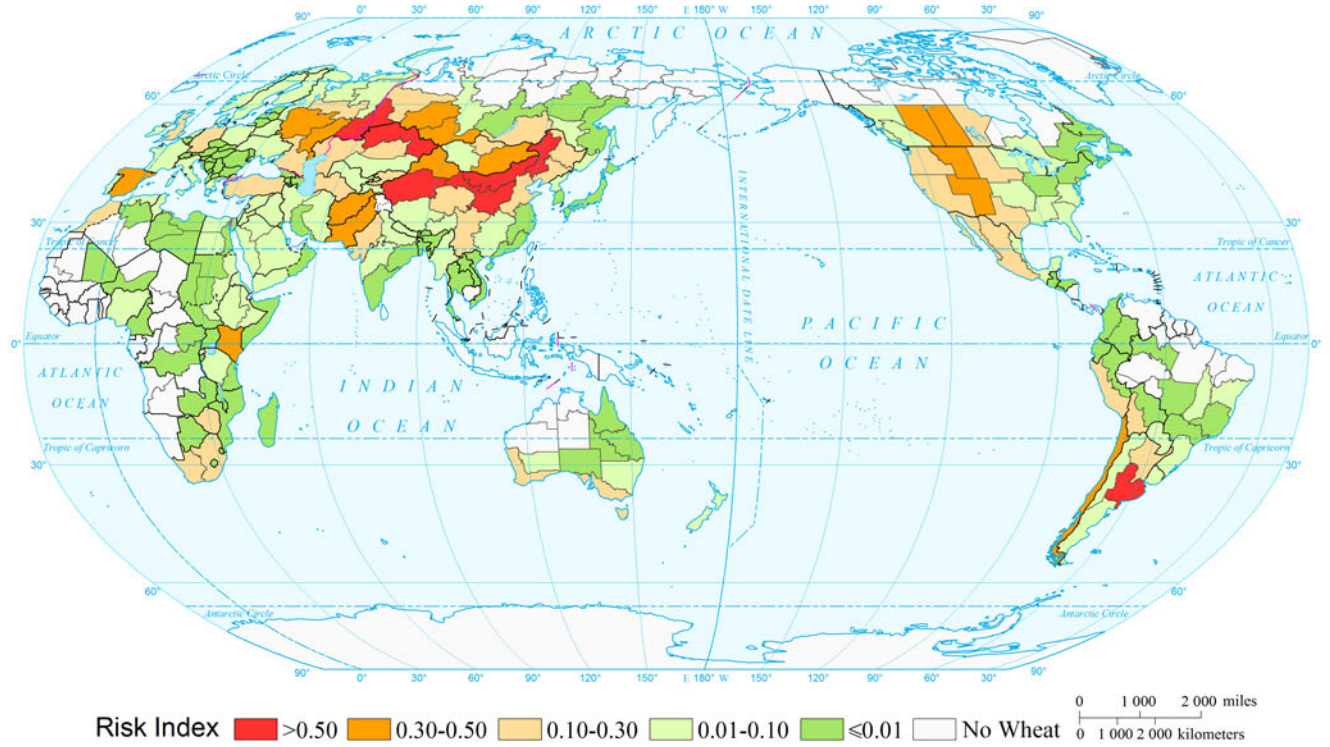 90° 0° 30° 60° 90° 120° 150° E 180° W 150° 120° 90° 60° 30° 0° 90°
ARCTIC OCEAN
Arctic Circle
Arctic Circle
60°
60°
30°
30°
Tropic of Cancer
Tropic of Cancer
INTERNATIONAL DATE LINE
ATLANTIC
OCEAN
PACIFIC
OCEAN
Equator
Equator
0°
0°
ATLANTIC
OCEAN
INDIAN
OCEAN
Tropic of Capricorn
Tropic of Capricorn
30°
30°
60°
60°
Antarctic Circle
Antarctic Circle
90° 0° 30° 60° 90° 120° 150° E 180° W 150° 120° 90° 60° 30° 0° 90°
0 1 000 2 000 miles
0 1 000 2 000 kilometers
Risk Index >0.50 0.30-0.50 0.10-0.30 0.01-0.10 ≤0.01 No Wheat